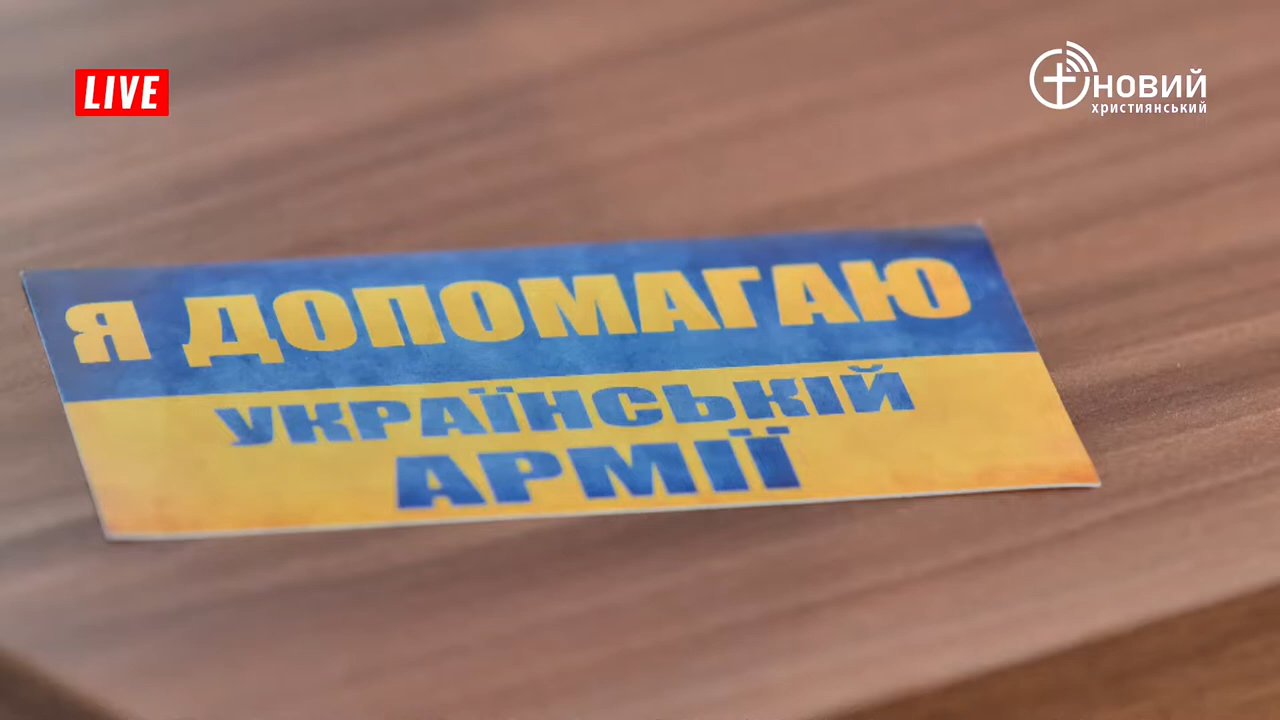 LIVE
НОВИЙ
християнський
Я ДОПОМАГАЮ
УКРАЇНСЬКІЙ
АРМІЇ